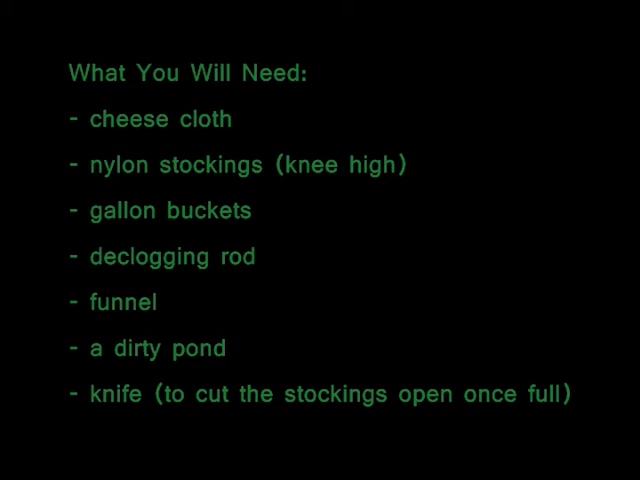 What You Will Need:
- cheese cloth
- nylon stockings (knee high)
- gallon buckets
- declogging rod
- funnel
- a dirty pond
- knife (to cut the stockings open once full)